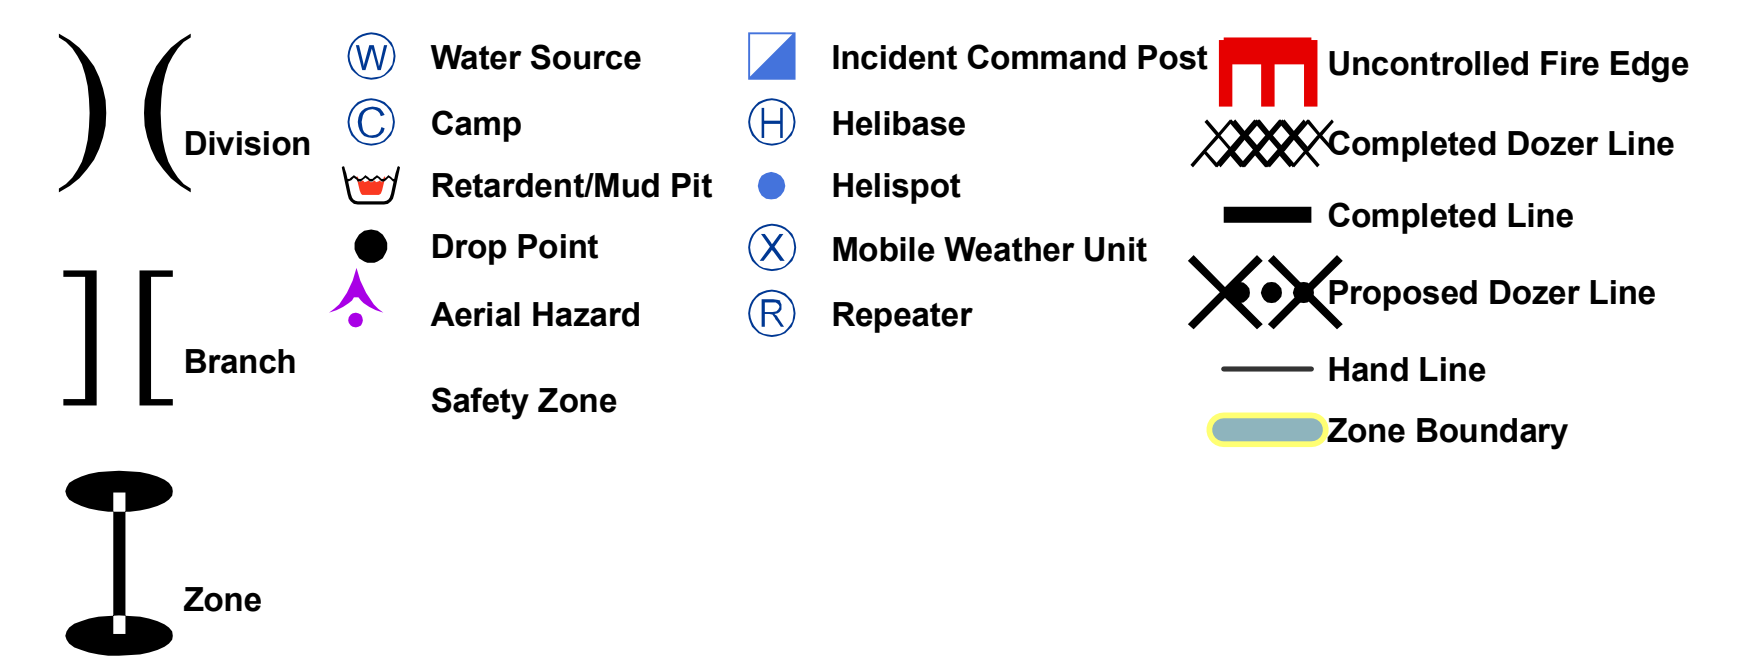 Division
Branch
Zone
W Water Source
C Camp
Retardent/Mud Pit
Drop Point
Aerial Hazard
Safety Zone
Incident Command Post
H Helibase
Helispot
X Mobile Weather Unit
R Repeater
Uncontrolled Fire Edge
Completed Dozer Line
Completed Line
Proposed Dozer Line
Hand Line
Zone Boundary